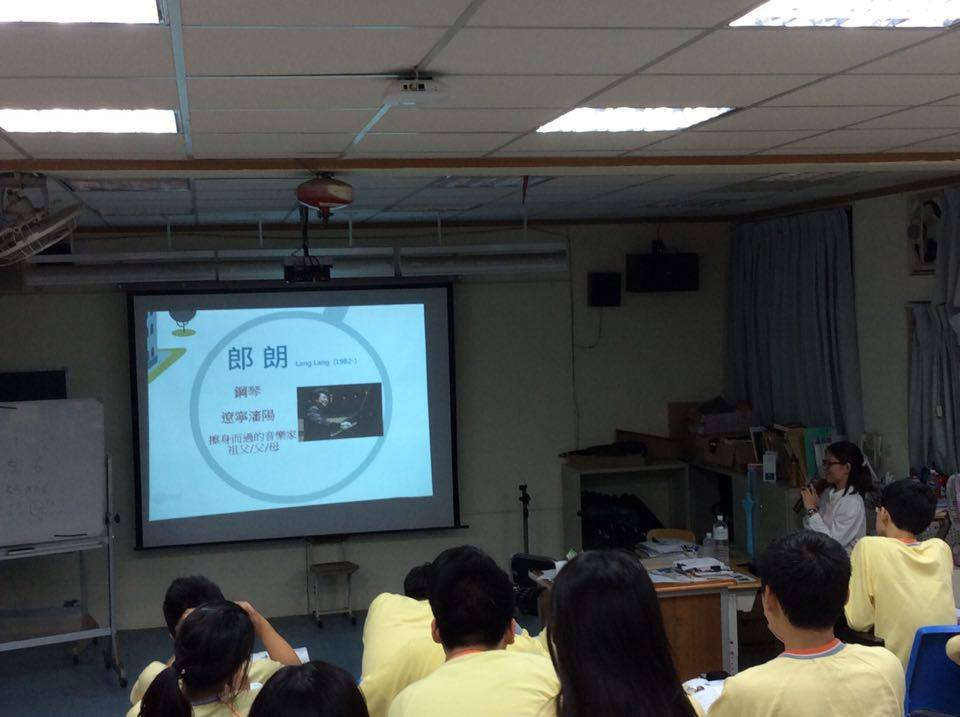 郎 朗 Lang Lang (1982-)
鋼琴
遼寧瀋陽
擦身而過的音樂家
祖父/父/母